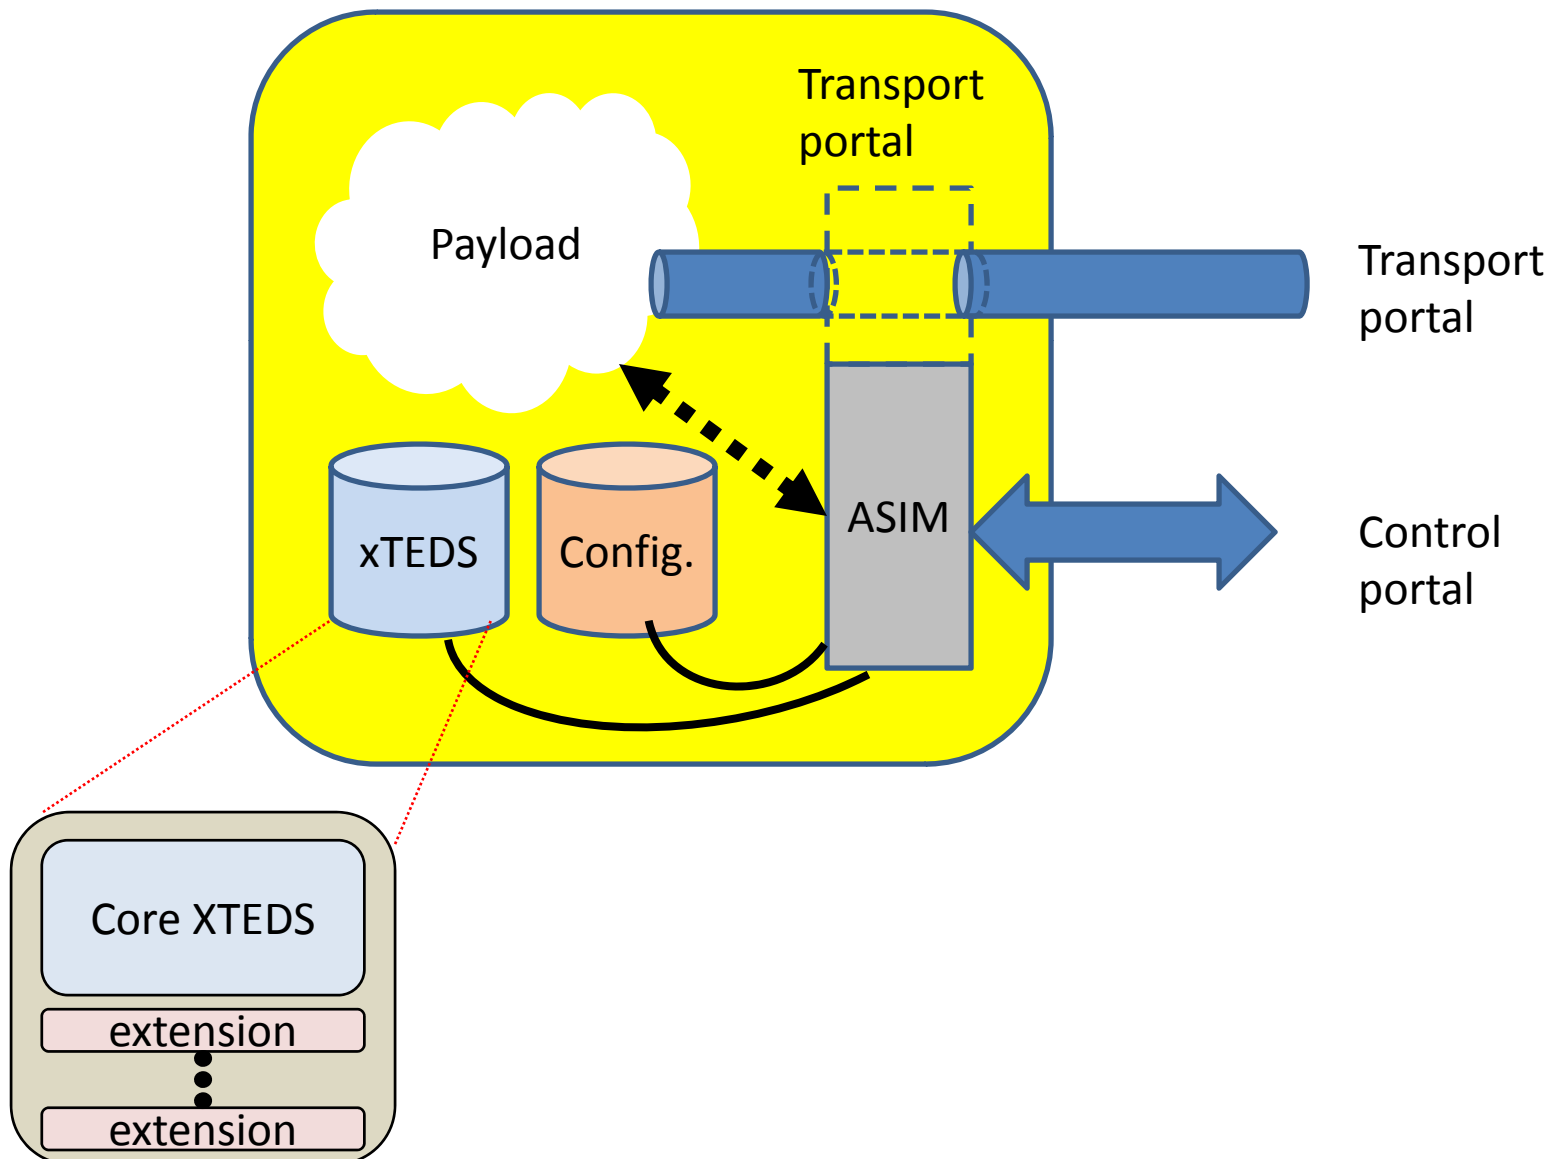 Transport
portal
Payload
Transport
portal
xTEDS
Config.
ASIM
Control
portal
Core XTEDS
extension
extension